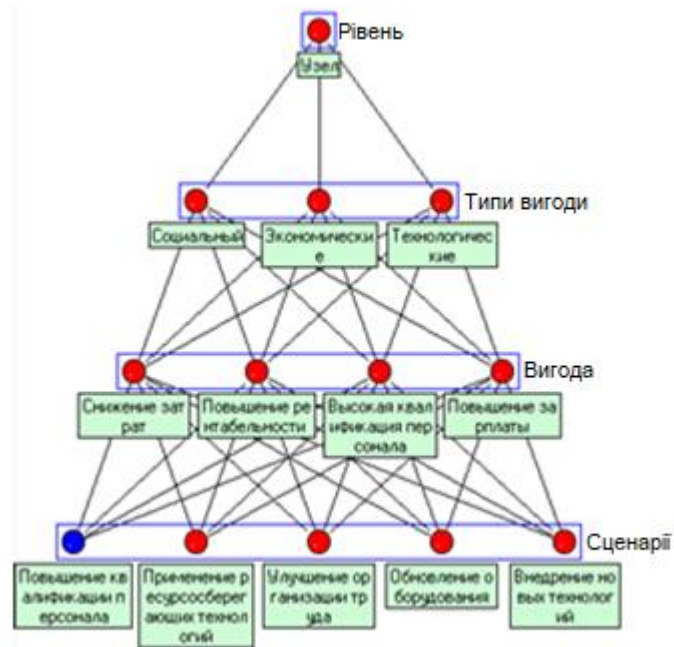 Рівень
Узел
Типи вигоди
Социальный
Экономически
е
Технологичес
кие
Вигода
Снижение зат
рат
Повышение ре
нтабельности
Высокая квал
ификация пер
сонала
Повышение за
рплаты
Сценарії
Повышение кв
алификации п
ерсонала
Применение р
есурсосберег
ающих технол
огий
Улучшение ор
ганизации тр
уда
Обновление о
борудования
Внедрение но
вых технолог
ий